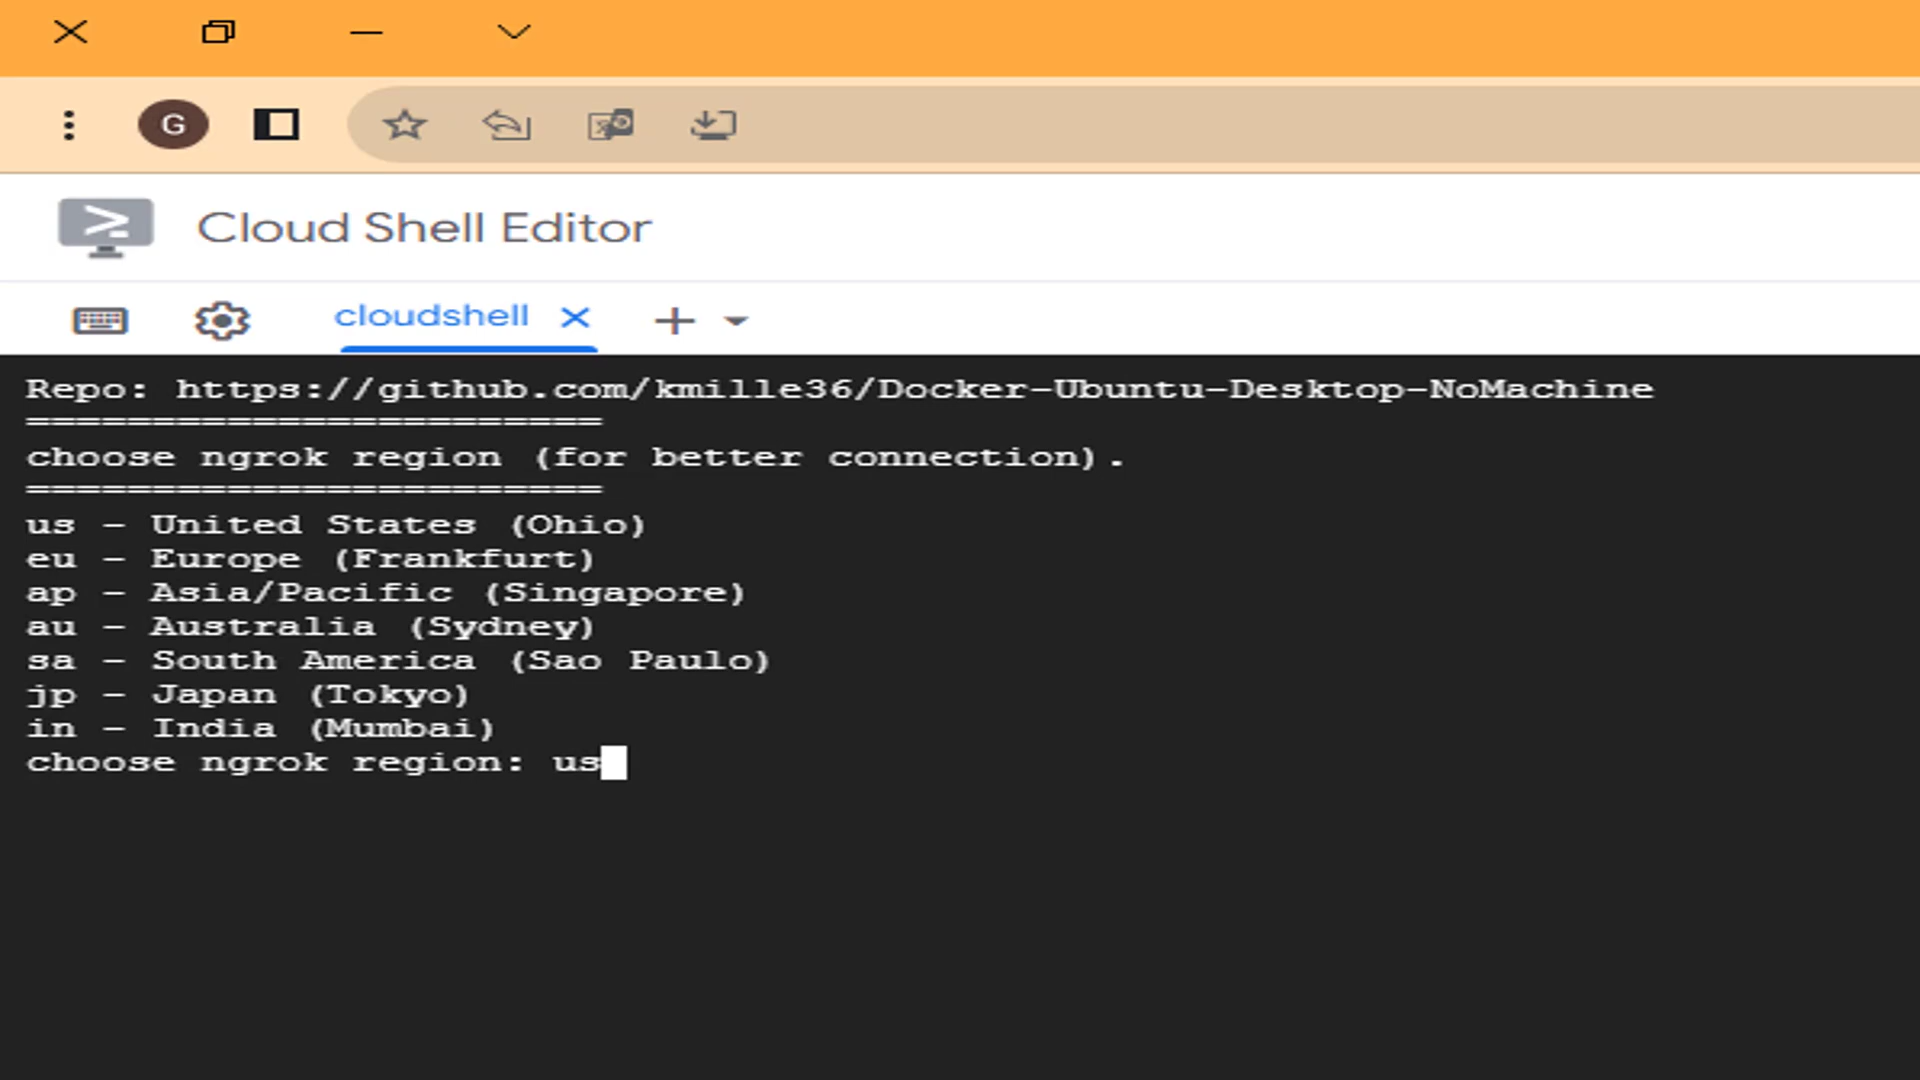 G
Cloud Shell Editor
cloudshell
Repo: https://github.com/kmille36/Docker-Ubuntu-Desktop-NoMachine
=======================
choose ngrok region (for better connection).
=======================
us - United States (Ohio)
eu - Europe (Frankfurt)
ap - Asia/Pacific (Singapore)
au - Australia (Sydney)
sa - South America (Sao Paulo)
jp - Japan (Tokyo)
in - India (Mumbai)
choose ngrok region: us